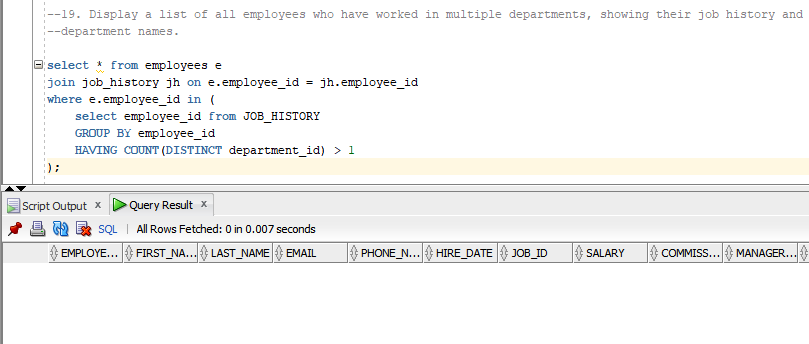 --19. Display a list of all employees who have worked in multiple departments, showing their job history and
--department names.
select * from employees e
join job_history jh on e.employee_id = jh.employee_id
where e.employee_id in (
select employee_id from JOB_HISTORY
GROUP BY employee_id
HAVING COUNT(DISTINCT department_id) > 1
);
Script Output x Query Result x
SQL | All Rows Fetched: 0 in 0.007 seconds
EMPLOYE... FIRST_NA... LAST_NAME EMAIL PHONE_N... HIRE_DATE JOB_ID SALARY COMMISS... MANAGER...